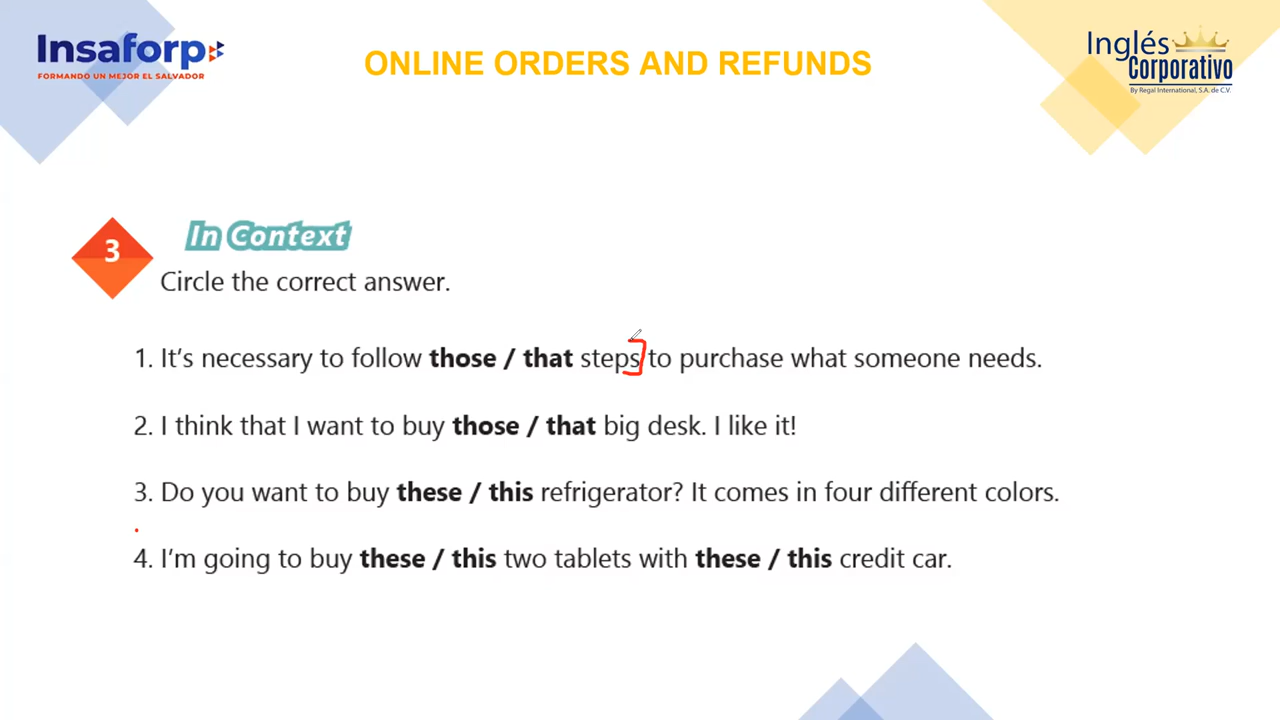 Insaforp
FORMANDO UN MEJOR EL SALVADOR
ONLINE ORDERS AND REFUNDS
Inglés
Corporativo
By Regal International, S.A. de C.V.
3
In Context
Circle the correct answer.
1. It's necessary to follow those / that steps to purchase what someone needs.
2. I think that I want to buy those / that big desk. I like it!
3. Do you want to buy these / this refrigerator? It comes in four different colors.
4. I'm going to buy these / this two tablets with these / this credit car.